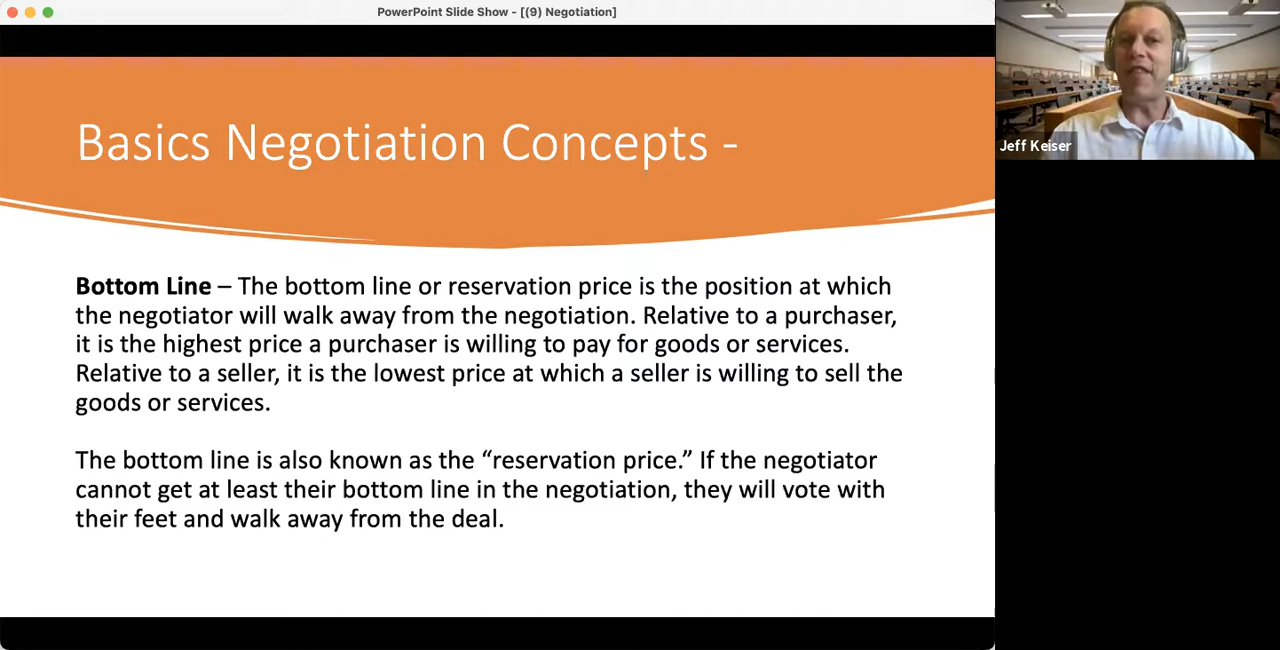 PowerPoint Slide Show - [(9) Negotiation]
Basics Negotiation Concepts -
Jeff Keiser
Bottom Line – The bottom line or reservation price is the position at which
the negotiator will walk away from the negotiation. Relative to a purchaser,
it is the highest price a purchaser is willing to pay for goods or services.
Relative to a seller, it is the lowest price at which a seller is willing to sell the
goods or services.
The bottom line is also known as the “reservation price.” If the negotiator
cannot get at least their bottom line in the negotiation, they will vote with
their feet and walk away from the deal.